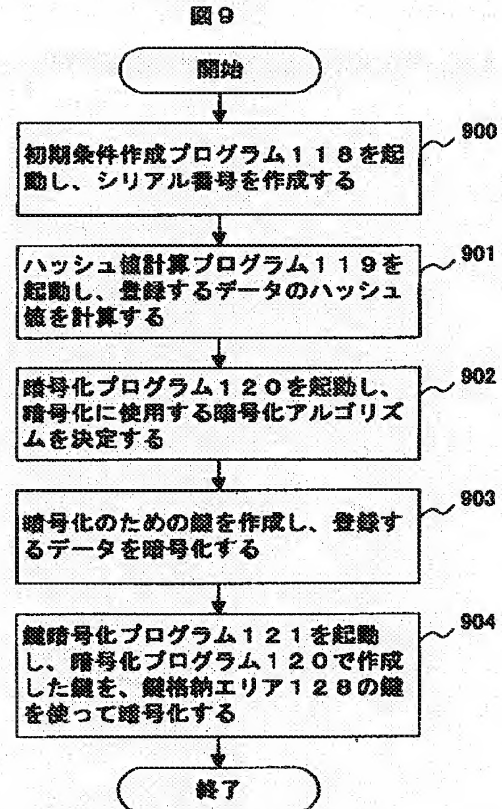 図9
開始
初期条件作成プログラム118を起
動し、シリアル番号を作成する
900
ハッシュ値計算プログラム119を
起動し、登録するデータのハッシュ
値を計算する
901
暗号化プログラム120を起動し、
暗号化に使用する暗号化アルゴリズ
ムを決定する
902
暗号化のための鍵を作成し、登録す
るデータを暗号化する
903
鍵暗号化プログラム121を起動
し、暗号化プログラム120で作成
した鍵を、鍵格納エリア128の鍵
を使って暗号化する
904
終了